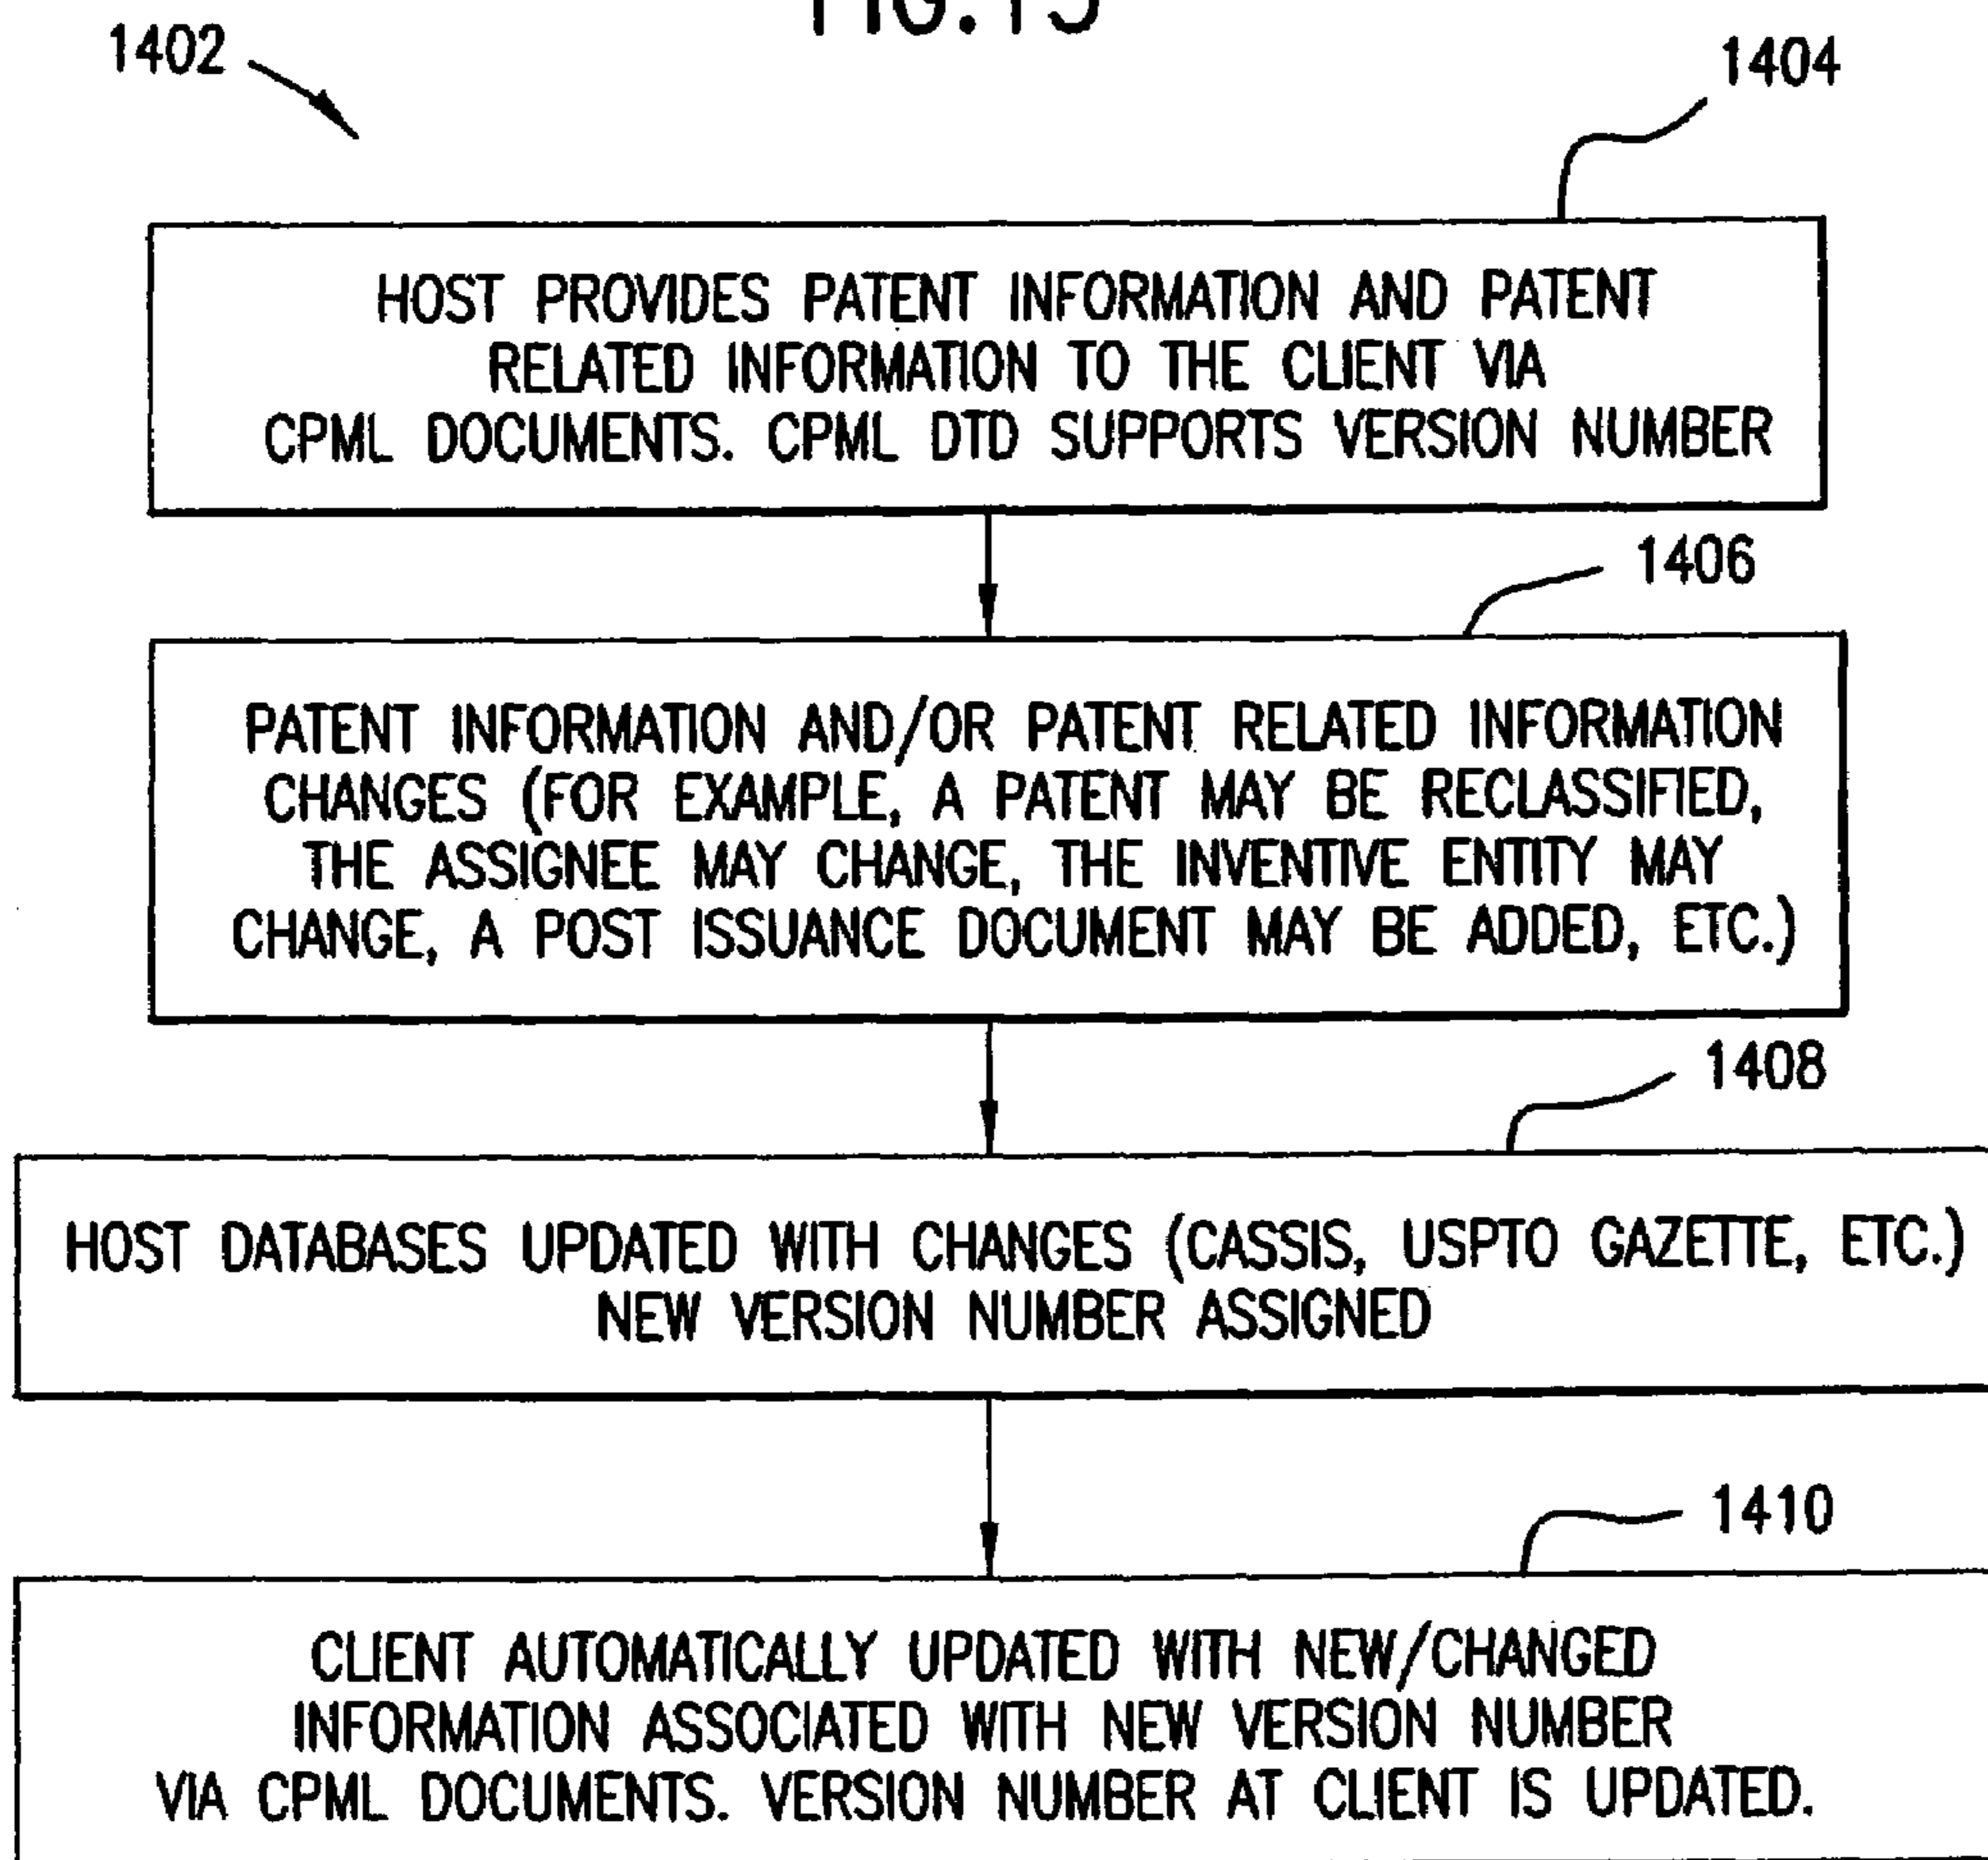 FIG.13
1402
1404
HOST PROVIDES PATENT INFORMATION AND PATENT
RELATED INFORMATION TO THE CLIENT VIA
CPML DOCUMENTS. CPML DTD SUPPORTS VERSION NUMBER
1406
PATENT INFORMATION AND/OR PATENT RELATED INFORMATION
CHANGES (FOR EXAMPLE, A PATENT MAY BE RECLASSIFIED,
THE ASSIGNEE MAY CHANGE, THE INVENTIVE ENTITY MAY
CHANGE, A POST ISSUANCE DOCUMENT MAY BE ADDED, ETC.)
1408
HOST DATABASES UPDATED WITH CHANGES (CASSIS, USPTO GAZETTE, ETC.)
NEW VERSION NUMBER ASSIGNED
1410
CLIENT AUTOMATICALLY UPDATED WITH NEW/CHANGED
INFORMATION ASSOCIATED WITH NEW VERSION NUMBER
VIA CPML DOCUMENTS. VERSION NUMBER AT CLIENT IS UPDATED.